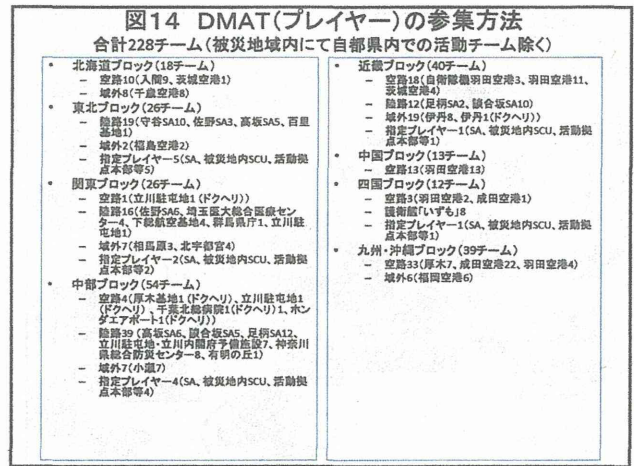 図14 DMAT(プレイヤー)の参集方法
合計228チーム(被災地域内にて自都県内での活動チーム除く)
• 北海道ブロック(18チーム)
– 空路10(入間9、茨城空港1)
– 域外8(千歳空港8)
• 東北ブロック(26チーム)
– 陸路19(守谷SA10、佐野SA3、高坂SA5、百里
基地1)
– 域外2(福島空港2)
– 指定プレイヤー5(SA、被災地内SCU、活動拠
点本部等5)
• 関東ブロック(26チーム)
– 空路1(立川駐屯地1(ドクヘリ))
– 陸路16(佐野SA6、埼玉医大総合医療セン
ター4、下総航空基地4、群馬県庁1、立川駐
屯地1)
– 域外7(相馬原3、北宇都宮4)
– 指定プレイヤー2(SA、被災地内SCU、活動拠
点本部等2)
• 中部ブロック(54チーム)
– 空路4(厚木基地1(ドクヘリ)、立川駐屯地1
(ドクヘリ)、千葉北総病院1(ドクヘリ)1、ホン
ダエアポート1(ドクヘリ))
– 陸路39(高坂SA6、談合坂SA5、足柄SA12、
立川駐屯地・立川内閣府予備施設7、神奈川
県総合防災センター8、有明の丘1)
– 域外7(小瀬7)
– 指定プレイヤー4(SA、被災地内SCU、活動拠
点本部等4)
• 近畿ブロック(40チーム)
– 空路18(自衛隊機羽田空港3、羽田空港11、
茨城空港4)
– 陸路12(足柄SA2、談合坂SA10)
– 域外19(伊丹8、伊丹1(ドクヘリ))
– 指定プレイヤー1(SA、被災地内SCU、活動拠
点本部等1)
• 中国ブロック(13チーム)
– 空路13(羽田空港13)
• 四国ブロック(12チーム)
– 空路3(羽田空港2、成田空港1)
– 護衛艦「いずも」8
– 指定プレイヤー1(SA、被災地内SCU、活動拠
点本部等1)
• 九州・沖縄ブロック(39チーム)
– 空路33(厚木7、成田空港22、羽田空港4)
– 域外6(福岡空港6)